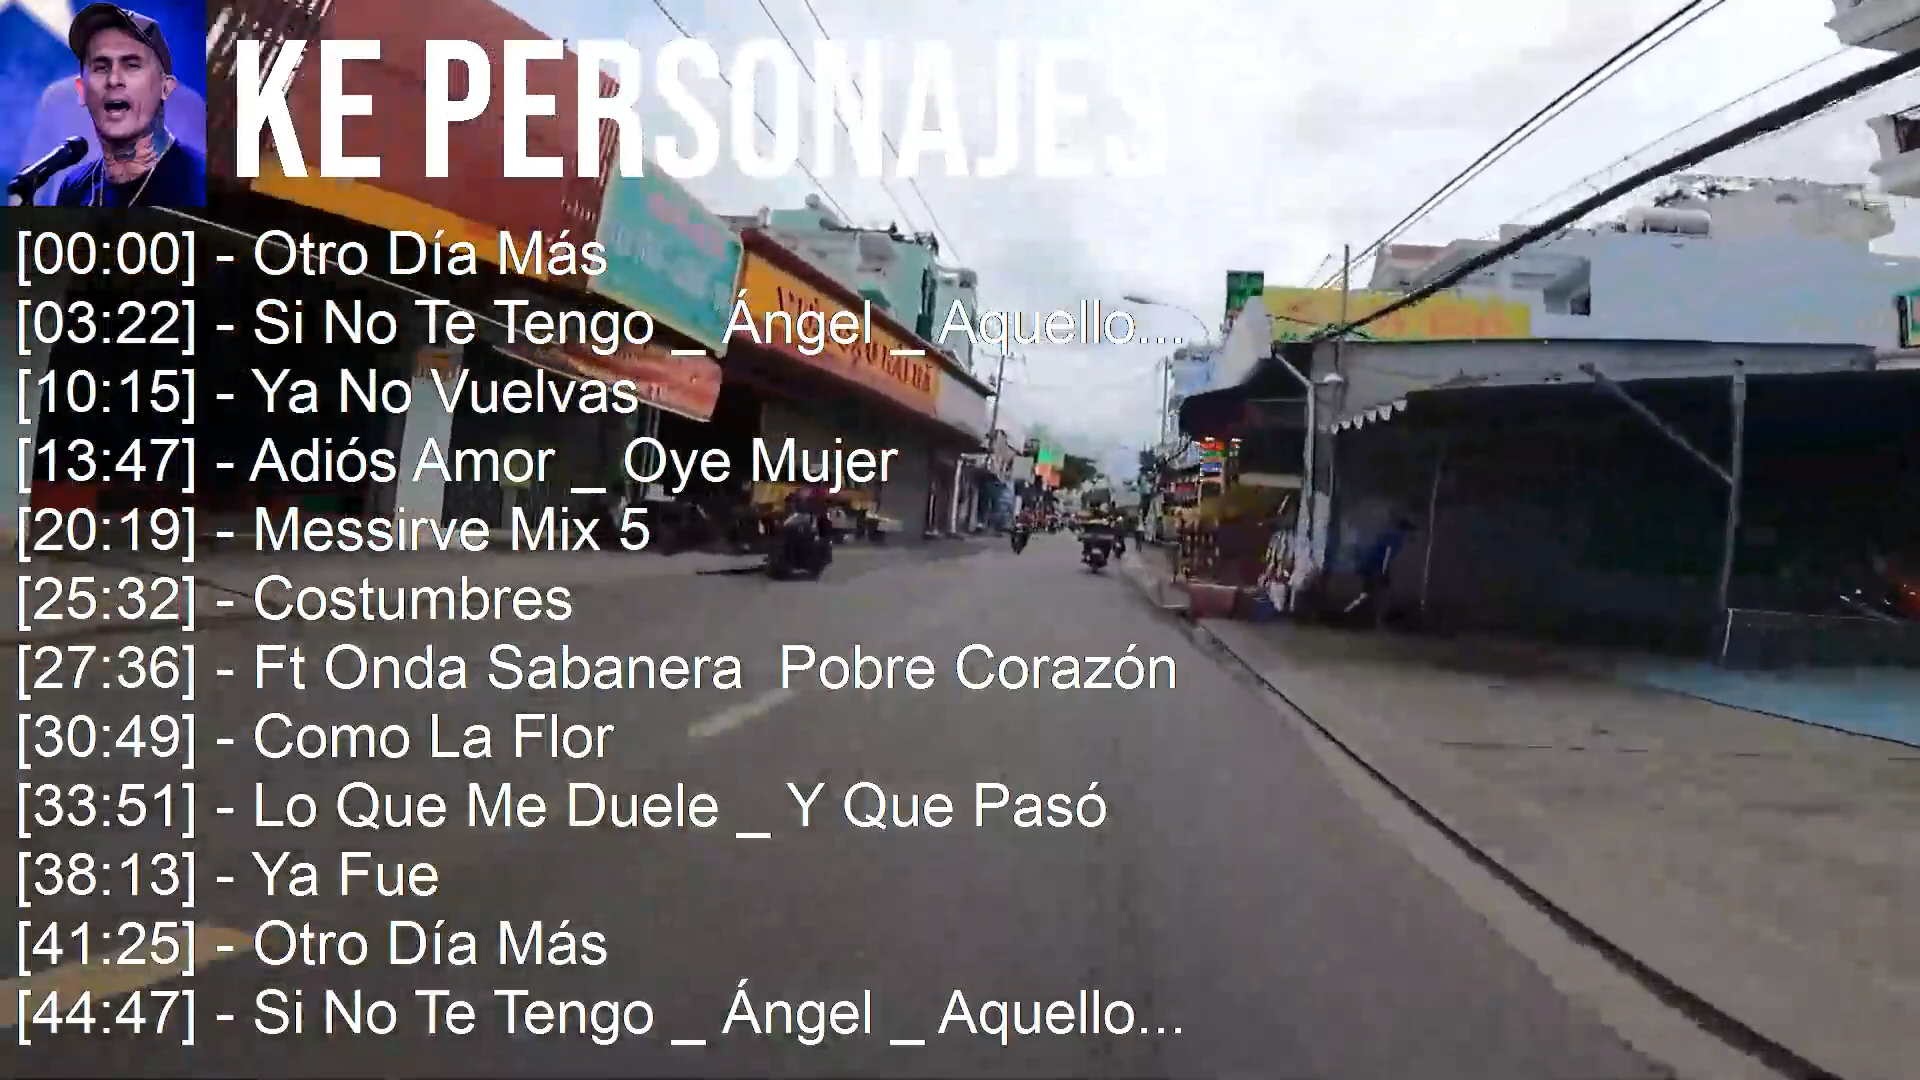 KE PERSONAJES
[00:00] - Otro Día Más
[03:22] - Si No Te Tengo _ Ángel _ Aquello...
[10:15] - Ya No Vuelvas
[13:47] - Adiós Amor _ Oye Mujer
[20:19] - Messirve Mix 5
[25:32] - Costumbres
[27:36] - Ft Onda Sabanera  Pobre Corazón
[30:49] - Como La Flor
[33:51] - Lo Que Me Duele _ Y Que Pasó
[38:13] - Ya Fue
[41:25] - Otro Día Más
[44:47] - Si No Te Tengo _ Ángel _ Aquello...